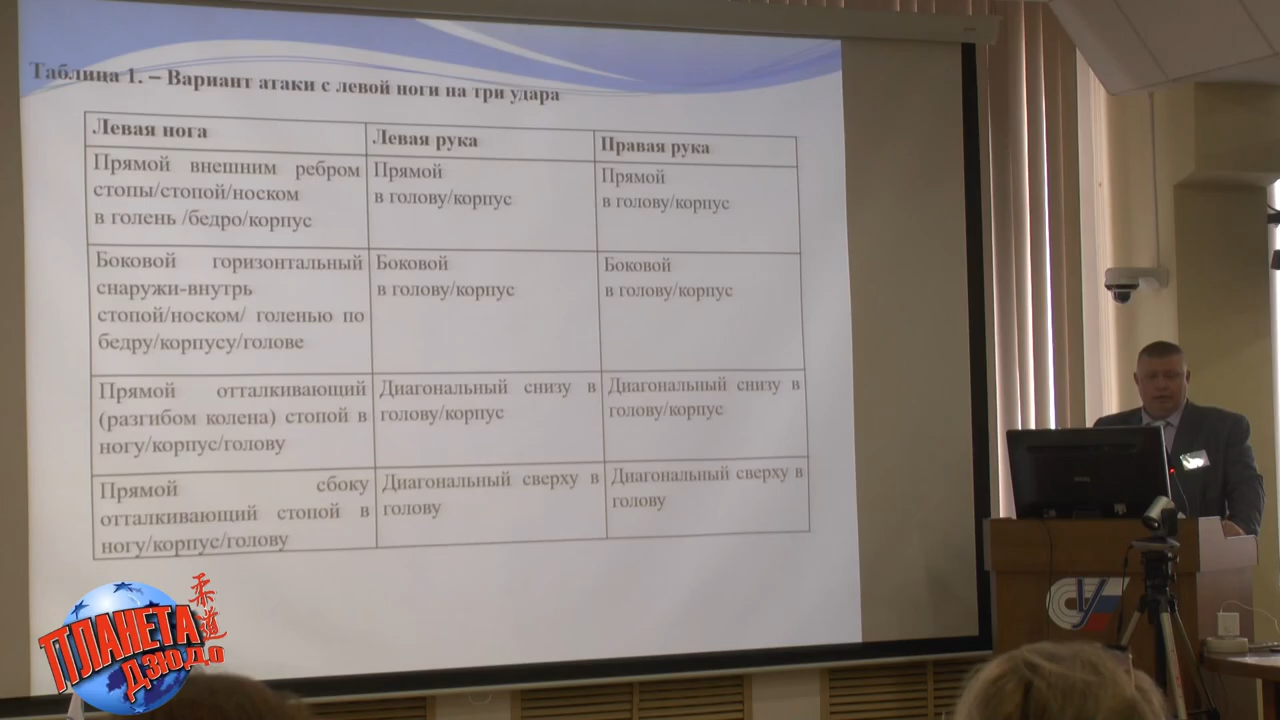 Таблица 1. – Вариант атаки с левой ноги на три удара
Левая нога
Левая рука
Правая рука
Прямой внешним ребром
стопы/стопой/носком
в голень /бедро/корпус
Прямой
в голову/корпус
Прямой
в голову/корпус
Боковой горизонтальный
снаружи-внутрь
стопой/носком/ голенью по
бедру/корпусу/голове
Боковой
в голову/корпус
Боковой
в голову/корпус
Прямой отталкивающий
(разгибом колена) стопой в
ногу/корпус/голову
Диагональный снизу в
голову/корпус
Диагональный снизу в
голову/корпус
Прямой сбоку
отталкивающий стопой в
ногу/корпус/голову
Диагональный сверху в
голову
Диагональный сверху в
голову
ПЛАНЕТА
ДЗЮДО
柔道